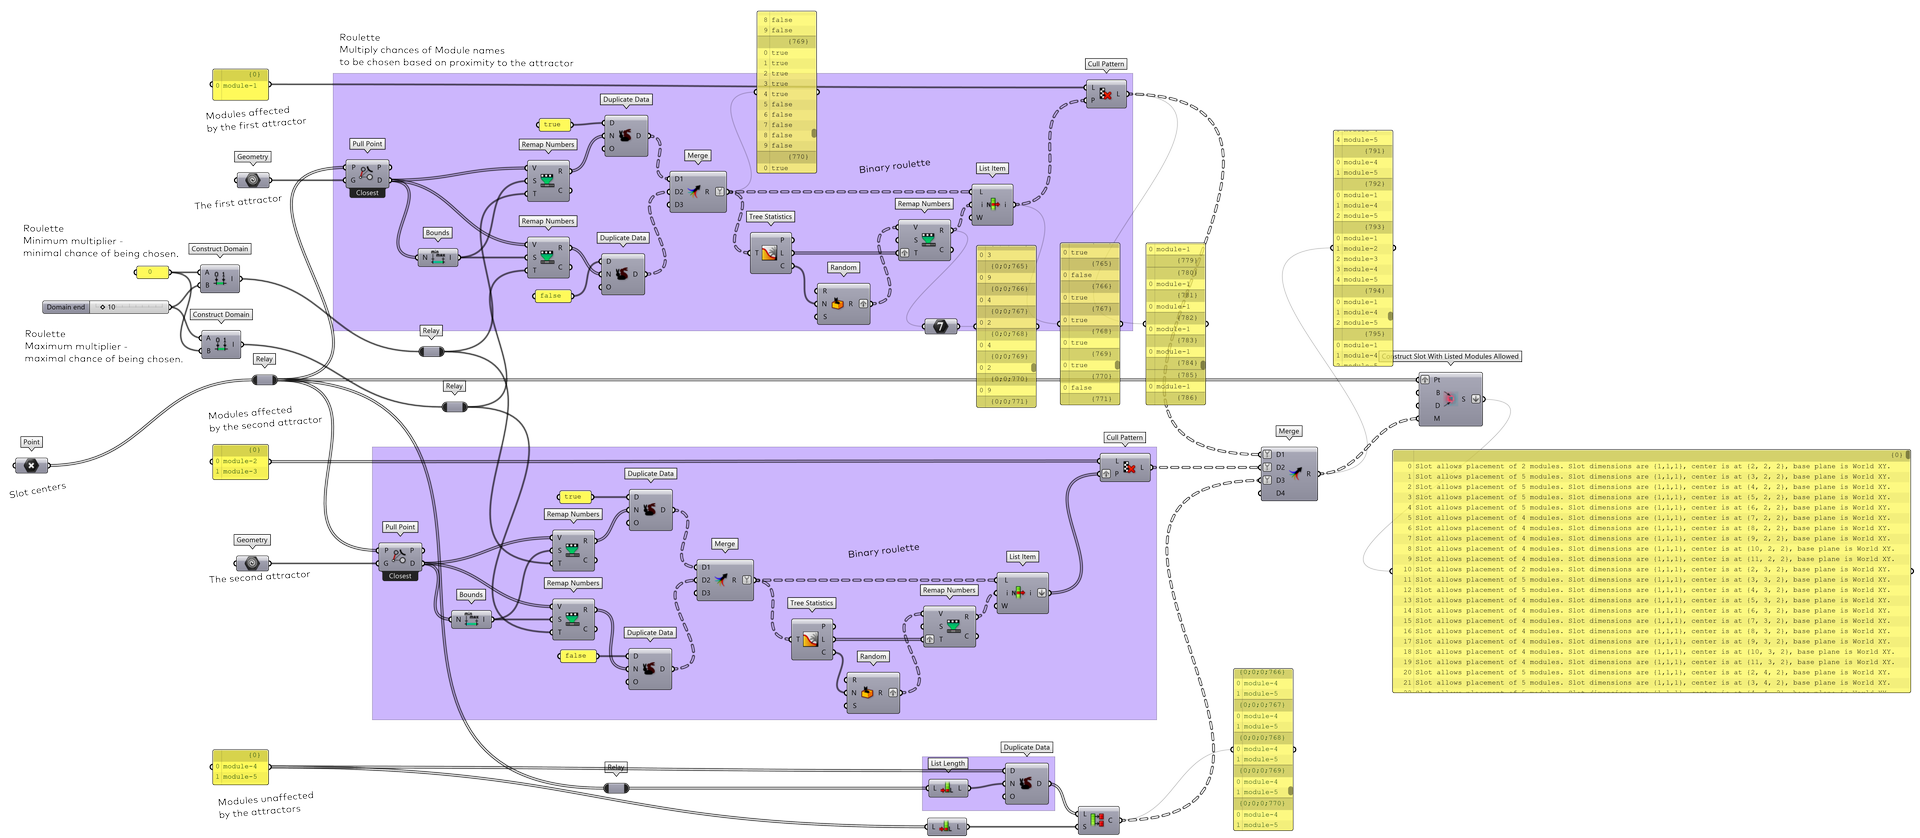 Roulette
Multiply chances of Module names
to be chosen based on proximity to the attractor
{0}
0 module-1
Modules affected
by the first attractor
Geometry
The first attractor
Pull Point
P
G
P
D
Closest
Bounds
N
I
true
Duplicate Data
D
N
O
D
Remap Numbers
V
S
T
R
C
Remap Numbers
V
S
T
R
C
Duplicate Data
D
N
O
D
false
Merge
D1
D2
D3
R
8 false
9 false
{769}
0 true
1 true
2 true
3 true
4 true
5 false
6 false
7 false
8 false
9 false
{770}
0 true
Binary roulette
Tree Statistics
T
P
L
C
Random
R
N
S
R
Remap Numbers
V
S
T
R
C
List Item
L
i
W
i
Cull Pattern
L
P
L
7
0 3
{0;0;765}
0 9
{0;0;766}
0 4
{0;0;767}
0 2
{0;0;768}
0 4
{0;0;769}
0 2
{0;0;770}
0 9
{0;0;771}
0 true
{765}
0 false
{766}
0 true
{767}
0 true
{768}
0 true
{769}
0 true
{770}
0 false
{771}
0 module-1
{779}
{780}
0 module-1
{781}
0 module-1
{782}
0 module-1
{783}
0 module-1
{784}
{785}
0 module-1
{786}
4 module-5
{791}
0 module-4
1 module-5
{792}
0 module-1
1 module-4
2 module-5
{793}
0 module-1
1 module-2
2 module-3
3 module-4
4 module-5
{794}
0 module-1
1 module-4
2 module-5
{795}
0 module-1
1 module-4
Roulette
Minimum multiplier -
minimal chance of being chosen.
0
Construct Domain
A
B
I
Domain end
10
Construct Domain
A
B
I
Roulette
Maximum multiplier -
maximal chance of being chosen.
Relay
Relay
Relay
Construct Slot With Listed Modules Allowed
Pt
B
D
M
S
Point
Slot centers
Modules affected
by the second attractor
{0}
0 module-2
1 module-3
Geometry
The second attractor
Pull Point
P
G
P
D
Closest
Bounds
N
I
true
Duplicate Data
D
N
O
D
Remap Numbers
V
S
T
R
C
Remap Numbers
V
S
T
R
C
Duplicate Data
D
N
O
D
false
Merge
D1
D2
D3
R
Binary roulette
Tree Statistics
T
P
L
C
Random
R
N
S
R
Remap Numbers
V
S
T
R
C
List Item
L
i
W
i
Cull Pattern
L
P
L
Merge
D1
D2
D3
D4
R
{0}
0 Slot allows placement of 2 modules. Slot dimensions are {1,1,1}, center is at {2, 2, 2}, base plane is World XY.
1 Slot allows placement of 5 modules. Slot dimensions are {1,1,1}, center is at {3, 2, 2}, base plane is World XY.
2 Slot allows placement of 5 modules. Slot dimensions are {1,1,1}, center is at {4, 2, 2}, base plane is World XY.
3 Slot allows placement of 5 modules. Slot dimensions are {1,1,1}, center is at {5, 2, 2}, base plane is World XY.
4 Slot allows placement of 5 modules. Slot dimensions are {1,1,1}, center is at {6, 2, 2}, base plane is World XY.
5 Slot allows placement of 4 modules. Slot dimensions are {1,1,1}, center is at {7, 2, 2}, base plane is World XY.
6 Slot allows placement of 4 modules. Slot dimensions are {1,1,1}, center is at {8, 2, 2}, base plane is World XY.
7 Slot allows placement of 4 modules. Slot dimensions are {1,1,1}, center is at {9, 2, 2}, base plane is World XY.
8 Slot allows placement of 4 modules. Slot dimensions are {1,1,1}, center is at {10, 2, 2}, base plane is World XY.
9 Slot allows placement of 4 modules. Slot dimensions are {1,1,1}, center is at {11, 2, 2}, base plane is World XY.
10 Slot allows placement of 2 modules. Slot dimensions are {1,1,1}, center is at {2, 3, 2}, base plane is World XY.
11 Slot allows placement of 5 modules. Slot dimensions are {1,1,1}, center is at {3, 3, 2}, base plane is World XY.
12 Slot allows placement of 5 modules. Slot dimensions are {1,1,1}, center is at {4, 3, 2}, base plane is World XY.
13 Slot allows placement of 4 modules. Slot dimensions are {1,1,1}, center is at {5, 3, 2}, base plane is World XY.
14 Slot allows placement of 4 modules. Slot dimensions are {1,1,1}, center is at {6, 3, 2}, base plane is World XY.
15 Slot allows placement of 4 modules. Slot dimensions are {1,1,1}, center is at {7, 3, 2}, base plane is World XY.
16 Slot allows placement of 4 modules. Slot dimensions are {1,1,1}, center is at {8, 3, 2}, base plane is World XY.
17 Slot allows placement of 4 modules. Slot dimensions are {1,1,1}, center is at {9, 3, 2}, base plane is World XY.
18 Slot allows placement of 4 modules. Slot dimensions are {1,1,1}, center is at {10, 3, 2}, base plane is World XY.
19 Slot allows placement of 4 modules. Slot dimensions are {1,1,1}, center is at {11, 3, 2}, base plane is World XY.
20 Slot allows placement of 5 modules. Slot dimensions are {1,1,1}, center is at {2, 4, 2}, base plane is World XY.
21 Slot allows placement of 5 modules. Slot dimensions are {1,1,1}, center is at {3, 4, 2}, base plane is World XY.
{0;0;0;766}
0 module-4
1 module-5
{0;0;0;767}
0 module-4
1 module-5
{0;0;0;768}
0 module-4
1 module-5
{0;0;0;769}
0 module-4
1 module-5
{0;0;0;770}
0 module-4
1 module-5
{0}
0 module-4
1 module-5
Modules unaffected
by the attractors
Relay
List Length
L
L
Duplicate Data
D
N
O
D
L
L
L
S
C